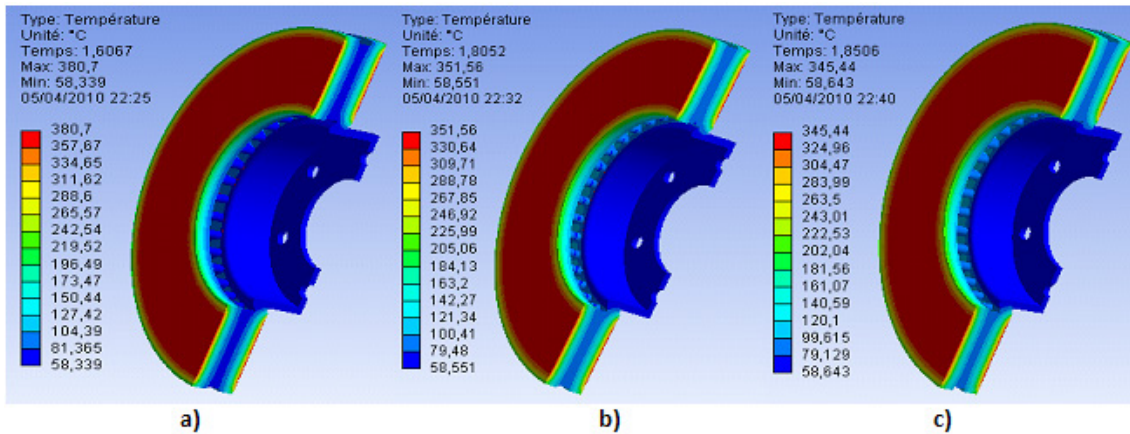 Type: Température
Unité: °C
Temps: 1,6067
Max: 380,7
Min: 58,339
05/04/2010 22:25
380,7
357,67
334,65
311,62
288,6
265,57
242,54
219,52
196,49
173,47
150,44
127,42
104,39
81,365
58,339
a)
Type: Température
Unité: °C
Temps: 1,8052
Max: 351,56
Min: 58,551
05/04/2010 22:32
351,56
330,64
309,71
288,78
267,85
246,92
225,99
205,06
184,13
163,2
142,27
121,34
100,41
79,48
58,551
b)
Type: Température
Unité: °C
Temps: 1,8506
Max: 345,44
Min: 58,643
05/04/2010 22:40
345,44
324,96
304,47
283,99
263,5
243,01
222,53
202,04
181,56
161,07
140,59
120,1
99,615
79,129
58,643
c)